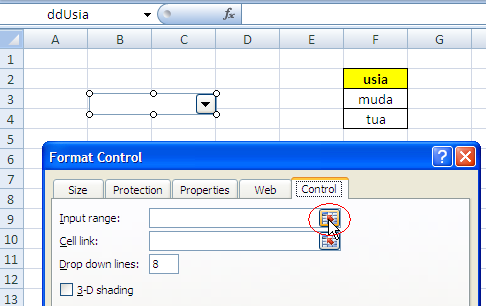 ddUsia fx
A B C D E F G
1
2 usia
3 muda
4 tua
5
6
7
8
9
10
11
12
13
Format Control
Size Protection Properties Web Control
Input range:
Cell link:
Drop down lines: 8
3-D shading